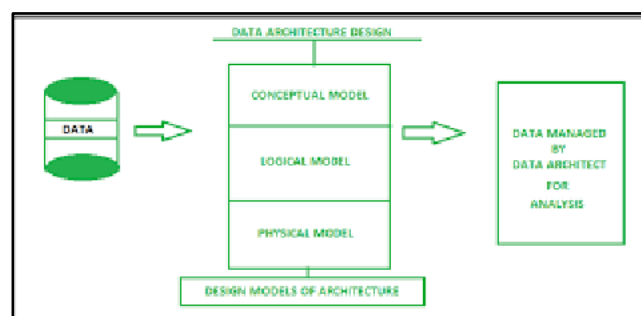 DATA ARCHITECTURE DESIGN
DATA
CONCEPTUAL MODEL
LOGICAL MODEL
PHYSICAL MODEL
DESIGN MODELS OF ARCHITECTURE
DATA MANAGED
BY
DATA ARCHITECT
FOR
ANALYSIS